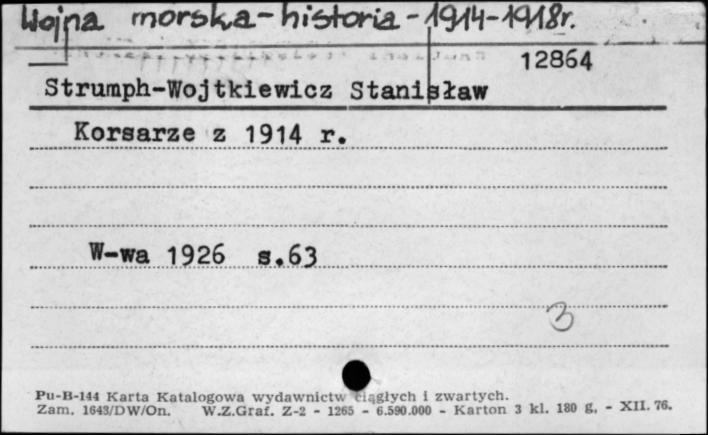 Wojna morska-historia-1914-1918r.
12864
Strumph-Wojtkiewicz Stanisław
Korsarze z 1914 r.
W-wa 1926 s.63
3
Pu-B-144 Karta Katalogowa wydawnictw ciągłych i zwartych.
Zam. 1643/DW/On. W.Z.Graf. Z-2 - 1265 - 6.590.000 - Karton 3 kl. 180 g. - XII. 76.